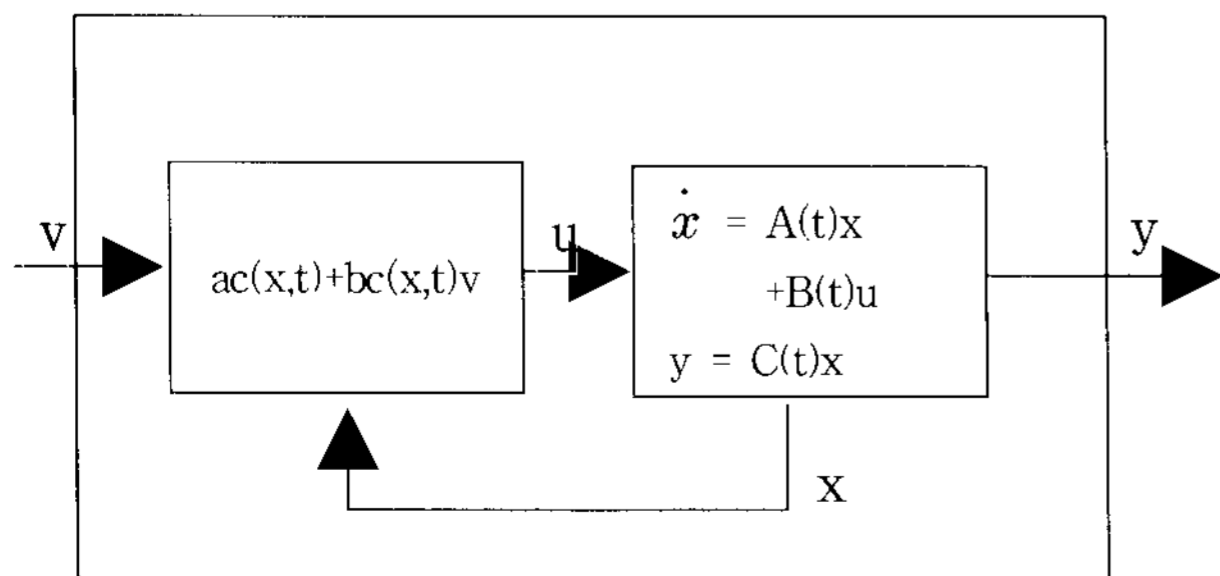 v
ac(x,t)+bc(x,t)v
u
ẋ = A(t)x
+B(t)u
y = C(t)x
y
x